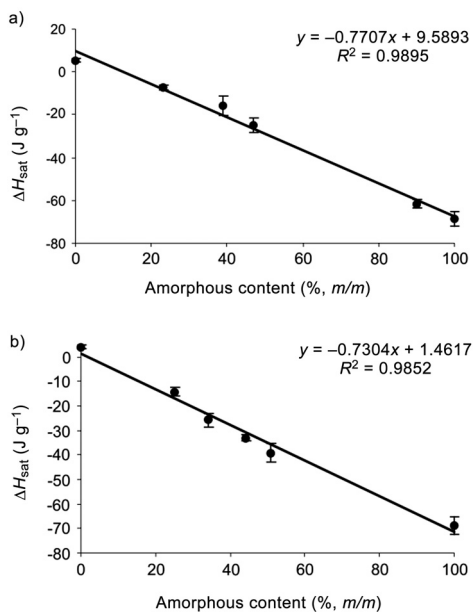 a)
y = –0.7707x + 9.5893
R² = 0.9895
20
0
-20
-40
-60
-80
ΔHsat (J g–1)
0
20
40
60
80
100
Amorphous content (%, m/m)
b)
y = –0.7304x + 1.4617
R² = 0.9852
0
-10
-20
-30
-40
-50
-60
-70
-80
ΔHsat (J g–1)
0
20
40
60
80
100
Amorphous content (%, m/m)